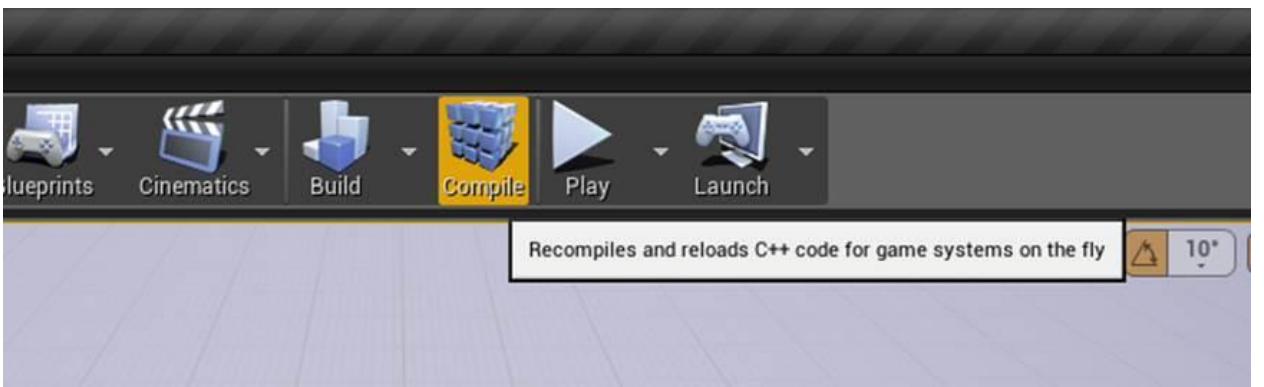 lueprints
Cinematics
Build
Compile
Play
Launch
Recompiles and reloads C++ code for game systems on the fly
10°